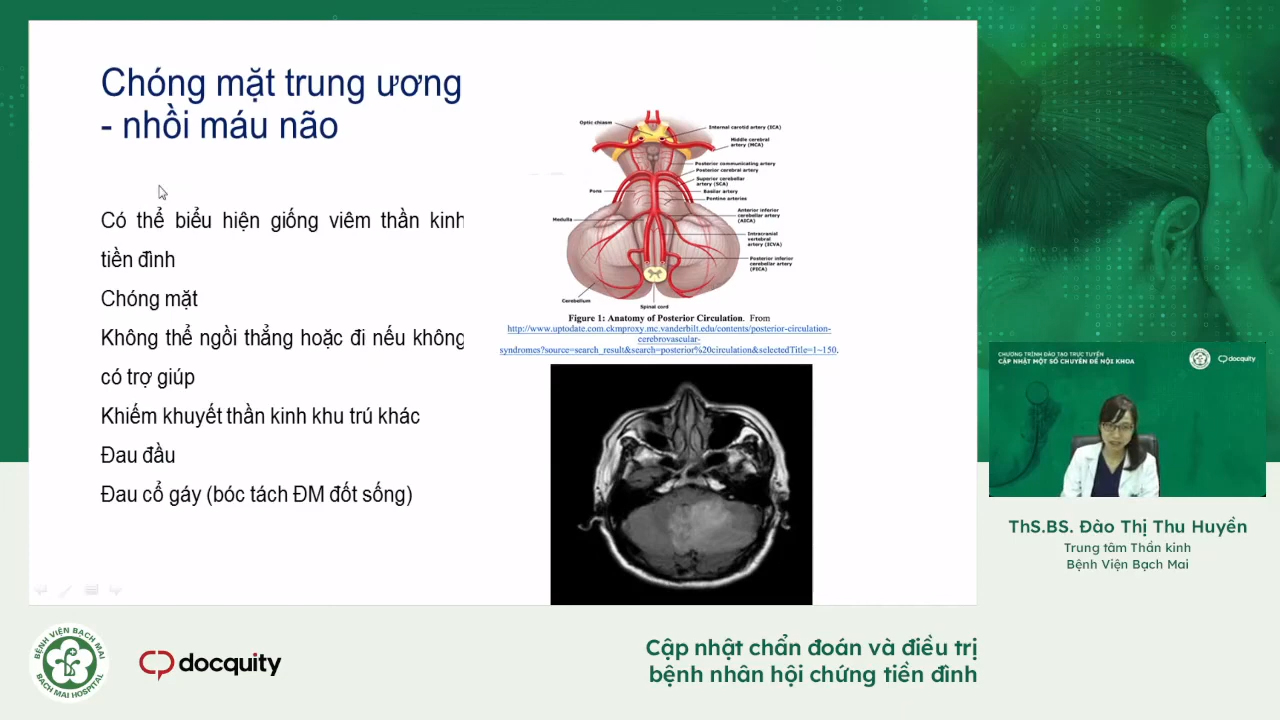 Chóng mặt trung ương
- nhồi máu não
Có thể biểu hiện giống viêm thần kinh
tiền đình
Chóng mặt
Không thể ngồi thẳng hoặc đi nếu không
có trợ giúp
Khiếm khuyết thần kinh khu trú khác
Đau đầu
Đau cổ gáy (bóc tách ĐM đốt sống)
Optic chiasm
Internal carotid artery (ICA)
Middle cerebral
artery (MCA)
Posterior communicating artery
Posterior cerebral artery
Superior cerebellar
artery (SCA)
Pons
Basilar artery
Pontine arteries
Medulla
Anterior inferior
cerebellar artery
(AICA)
Intracranial
vertebral
artery (ICVA)
Posterior inferior
cerebellar artery
(PICA)
Cerebellum
Spinal cord
Figure 1: Anatomy of Posterior Circulation. From
http://www.uptodate.com.ckmproxy.mc.vanderbilt.edu/contents/posterior-circulation-
cerebrovascular-
syndromes?source=search_result&search=posterior%20circulation&selectedTitle=1~150.
CHƯƠNG TRÌNH ĐÀO TẠO TRỰC TUYẾN
CẬP NHẬT MỘT SỐ CHUYÊN ĐỀ NỘI KHOA
docquity
ThS.BS. Đào Thị Thu Huyền
Trung tâm Thần kinh
Bệnh Viện Bạch Mai
BỆNH VIỆN BẠCH MAI
BACH MAI HOSPITAL
docquity
Cập nhật chẩn đoán và điều trị
bệnh nhân hội chứng tiền đình